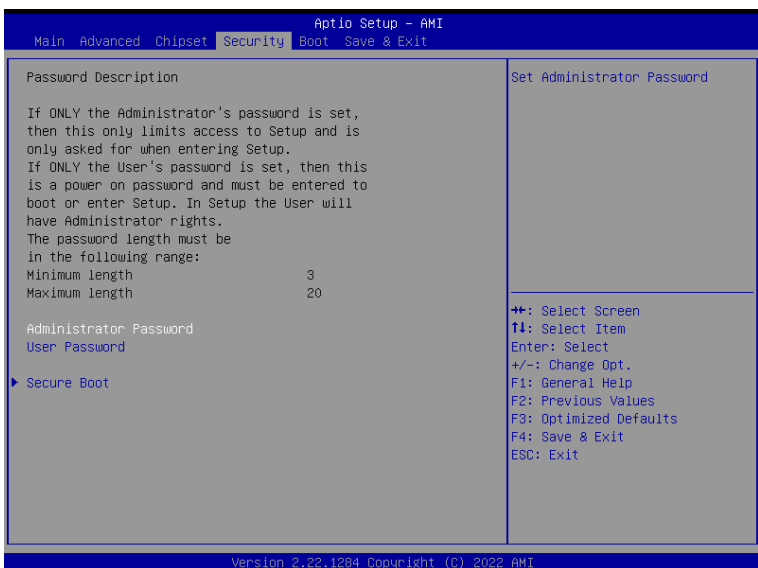 Aptio Setup - AMI
Main Advanced Chipset Security Boot Save & Exit
Password Description
If ONLY the Administrator's password is set,
then this only limits access to Setup and is
only asked for when entering Setup.
If ONLY the User's password is set, then this
is a power on password and must be entered to
boot or enter Setup. In Setup the User will
have Administrator rights.
The password length must be
in the following range:
Minimum length 3
Maximum length 20
Administrator Password
User Password
Secure Boot
Set Administrator Password
→←: Select Screen
↑↓: Select Item
Enter: Select
+/-: Change Opt.
F1: General Help
F2: Previous Values
F3: Optimized Defaults
F4: Save & Exit
ESC: Exit
Version 2.22.1284 Copyright (C) 2022 AMI